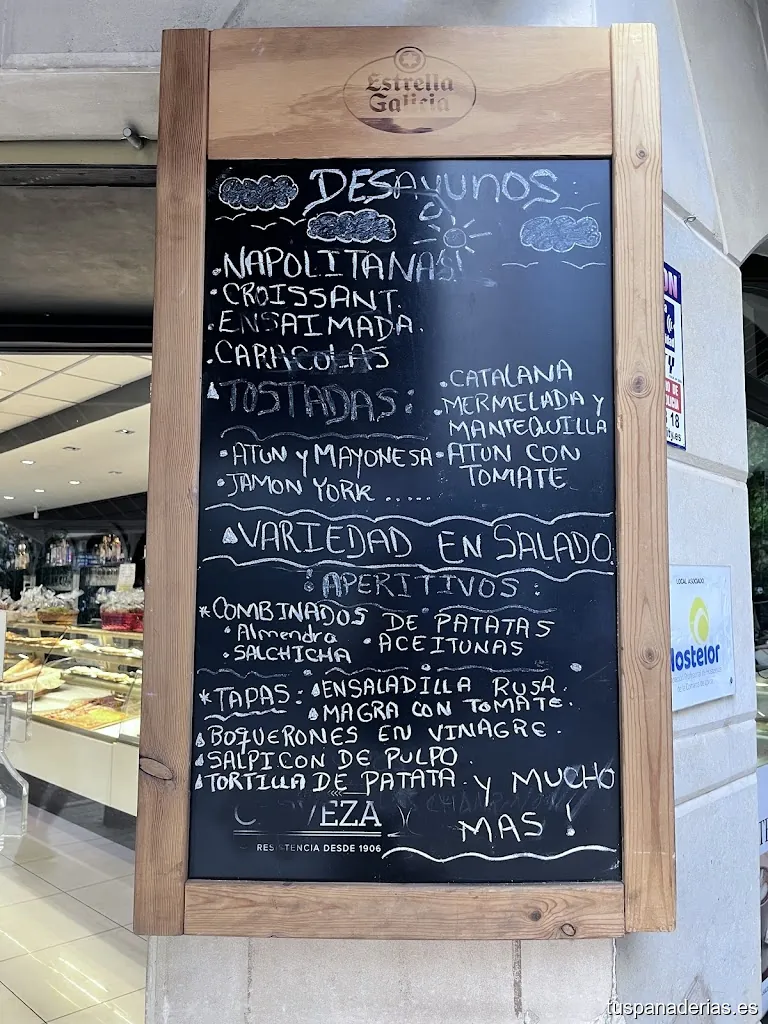 Estrella
Galicia
DESAYUNOS:
.NAPOLITANAS!
.CROISSANT.
.ENSAIMADA.
.CARACOLAS
TOSTADAS:
.CATALANA
.MERMELADA Y
MANTEQUILLA
.ATUN Y MAYONESA
.ATUN CON
TOMATE
.JAMON YORK .....
VARIEDAD EN SALADO
:APERITIVOS:
*COMBINADOS DE PATATAS
.Almendra
.ACEITUNAS
.SALCHICHA
*TAPAS:
ENSALADILLA RUSA.
MAGRA CON TOMATE.
BOQUERONES EN VINAGRE.
SALPICON DE PULPO.
TORTILLA DE PATATA. Y MUCHO
MAS!
RESISTENCIA DESDE 1906
LOCAL ASOCIADO
Hostelor
tuspanaderias.es